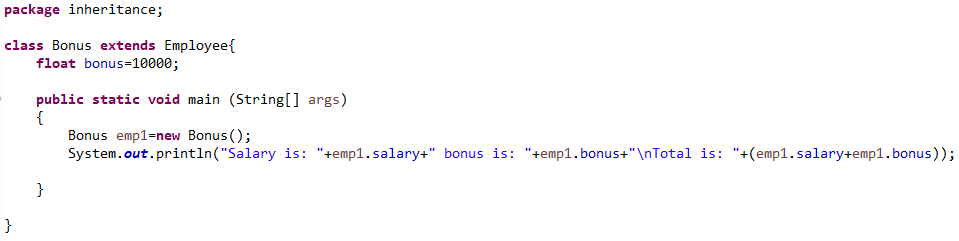 package inheritance;
class Bonus extends Employee{
float bonus=10000;
public static void main (String[] args)
{
Bonus emp1=new Bonus();
System.out.println("Salary is: "+emp1.salary+" bonus is: "+emp1.bonus+"\nTotal is: "+(emp1.salary+emp1.bonus));
}
}